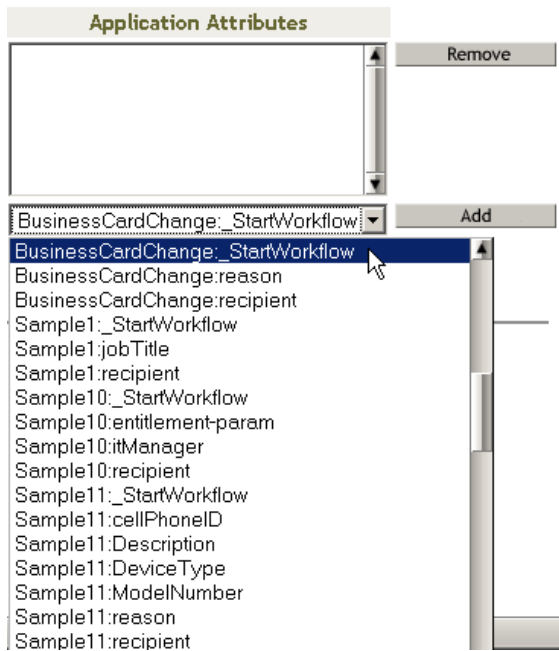 Application Attributes
Remove
BusinessCardChange:_StartWorkflow
Add
BusinessCardChange:_StartWorkflow
BusinessCardChange:reason
BusinessCardChange:recipient
Sample1:_StartWorkflow
Sample1:jobTitle
Sample1:recipient
Sample10:_StartWorkflow
Sample10:entitlement-param
Sample10:itManager
Sample10:recipient
Sample11:_StartWorkflow
Sample11:cellPhoneID
Sample11:Description
Sample11:DeviceType
Sample11:ModelNumber
Sample11:reason
Sample11:recipient